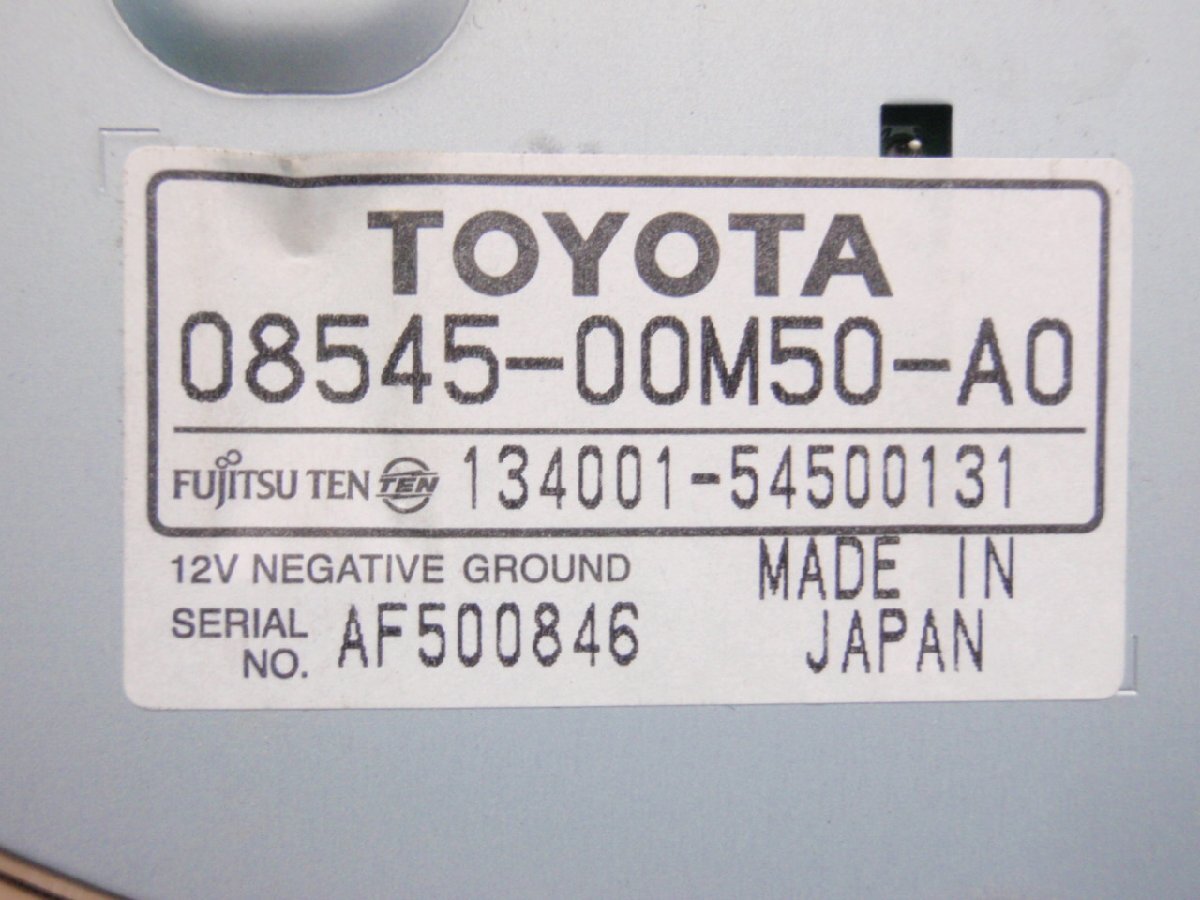 TOYOTA
08545-00M50-A0
FUJITSU TEN TEN 134001-54500131
12V NEGATIVE GROUND
SERIAL NO. AF500846
MADE IN
JAPAN